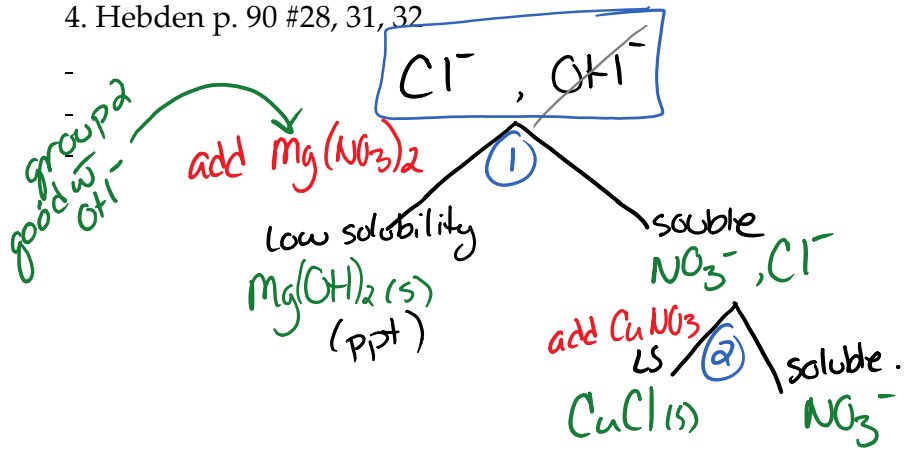 4. Hebden p. 90 #28, 31, 32
-
-
-
Cl⁻ , OH⁻
group 2
good w
OH⁻
add Mg(NO₃)₂
1
Low solubility
souble
Mg(OH)₂(s)
NO₃⁻, Cl⁻
(ppt)
add CuNO₃
LS
2
soluble.
CuCl(s)
NO₃⁻